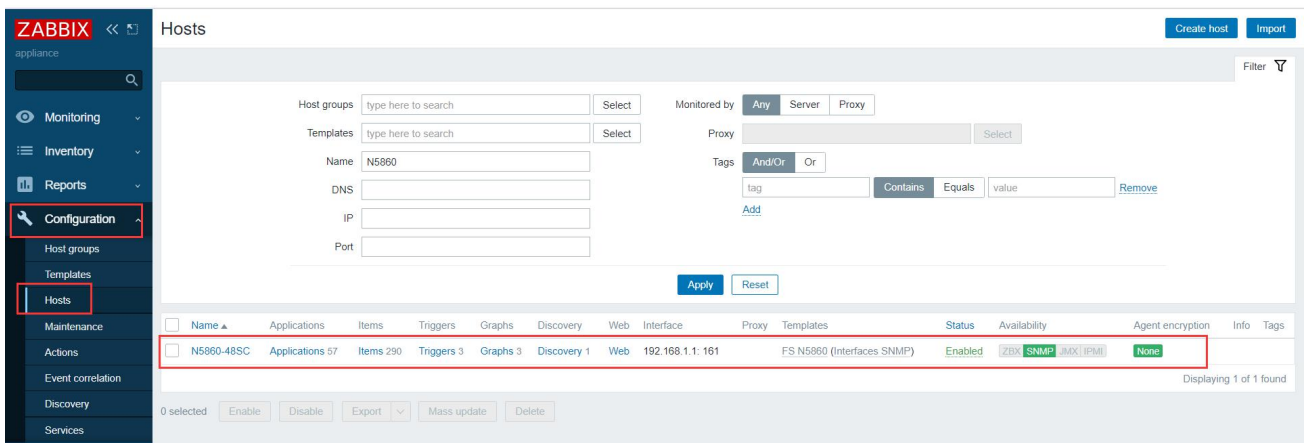 ZABBIX
appliance
Monitoring
Inventory
Reports
Configuration
Host groups
Templates
Hosts
Maintenance
Actions
Event correlation
Discovery
Services
Hosts
Create host Import
Filter
Host groups type here to search Select Monitored by Any Server Proxy
Templates type here to search Select Proxy Select
Name N5860 Tags And/Or Or
DNS tag Contains Equals value Remove
IP Add
Port
Apply Reset
Name Applications Items Triggers Graphs Discovery Web Interface Proxy Templates Status Availability Agent encryption Info Tags
N5860-48SC Applications 57 Items 290 Triggers 3 Graphs 3 Discovery 1 Web 192.168.1.1: 161 FS N5860 (Interfaces SNMP) Enabled ZBX SNMP JMX IPMI None
Displaying 1 of 1 found
0 selected Enable Disable Export Mass update Delete